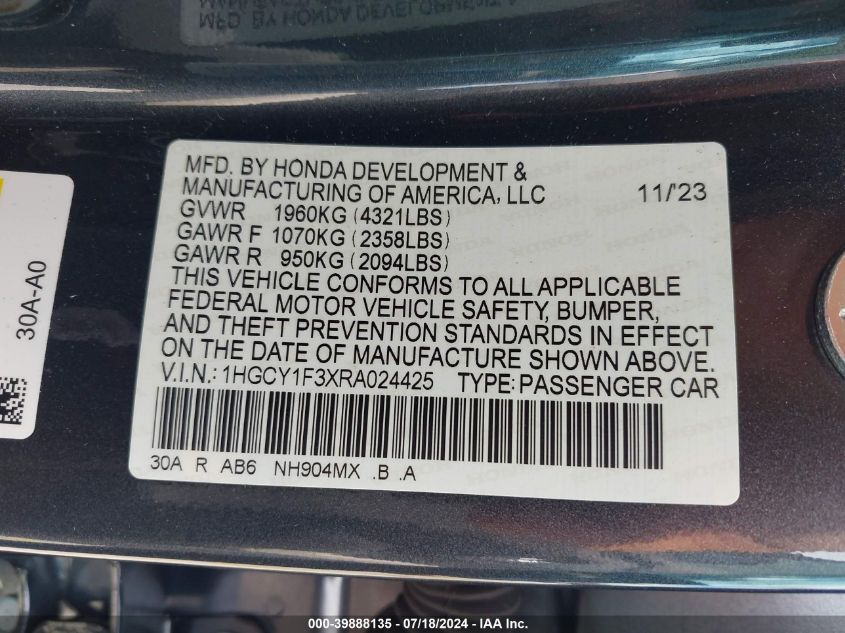 MFD. BY HONDA DEVELOPMENT &
MANUFACTURING OF AMERICA, LLC 11/'23
GVWR 1960KG (4321LBS)
GAWR F 1070KG (2358LBS)
GAWR R 950KG (2094LBS)
THIS VEHICLE CONFORMS TO ALL APPLICABLE
FEDERAL MOTOR VEHICLE SAFETY, BUMPER,
AND THEFT PREVENTION STANDARDS IN EFFECT
ON THE DATE OF MANUFACTURE SHOWN ABOVE.
V.I.N.: 1HGCY1F3XRA024425 TYPE: PASSENGER CAR
30A R AB6 NH904MX .B .A
30A-A0
000-39888135 - 07/18/2024 - IAA Inc.